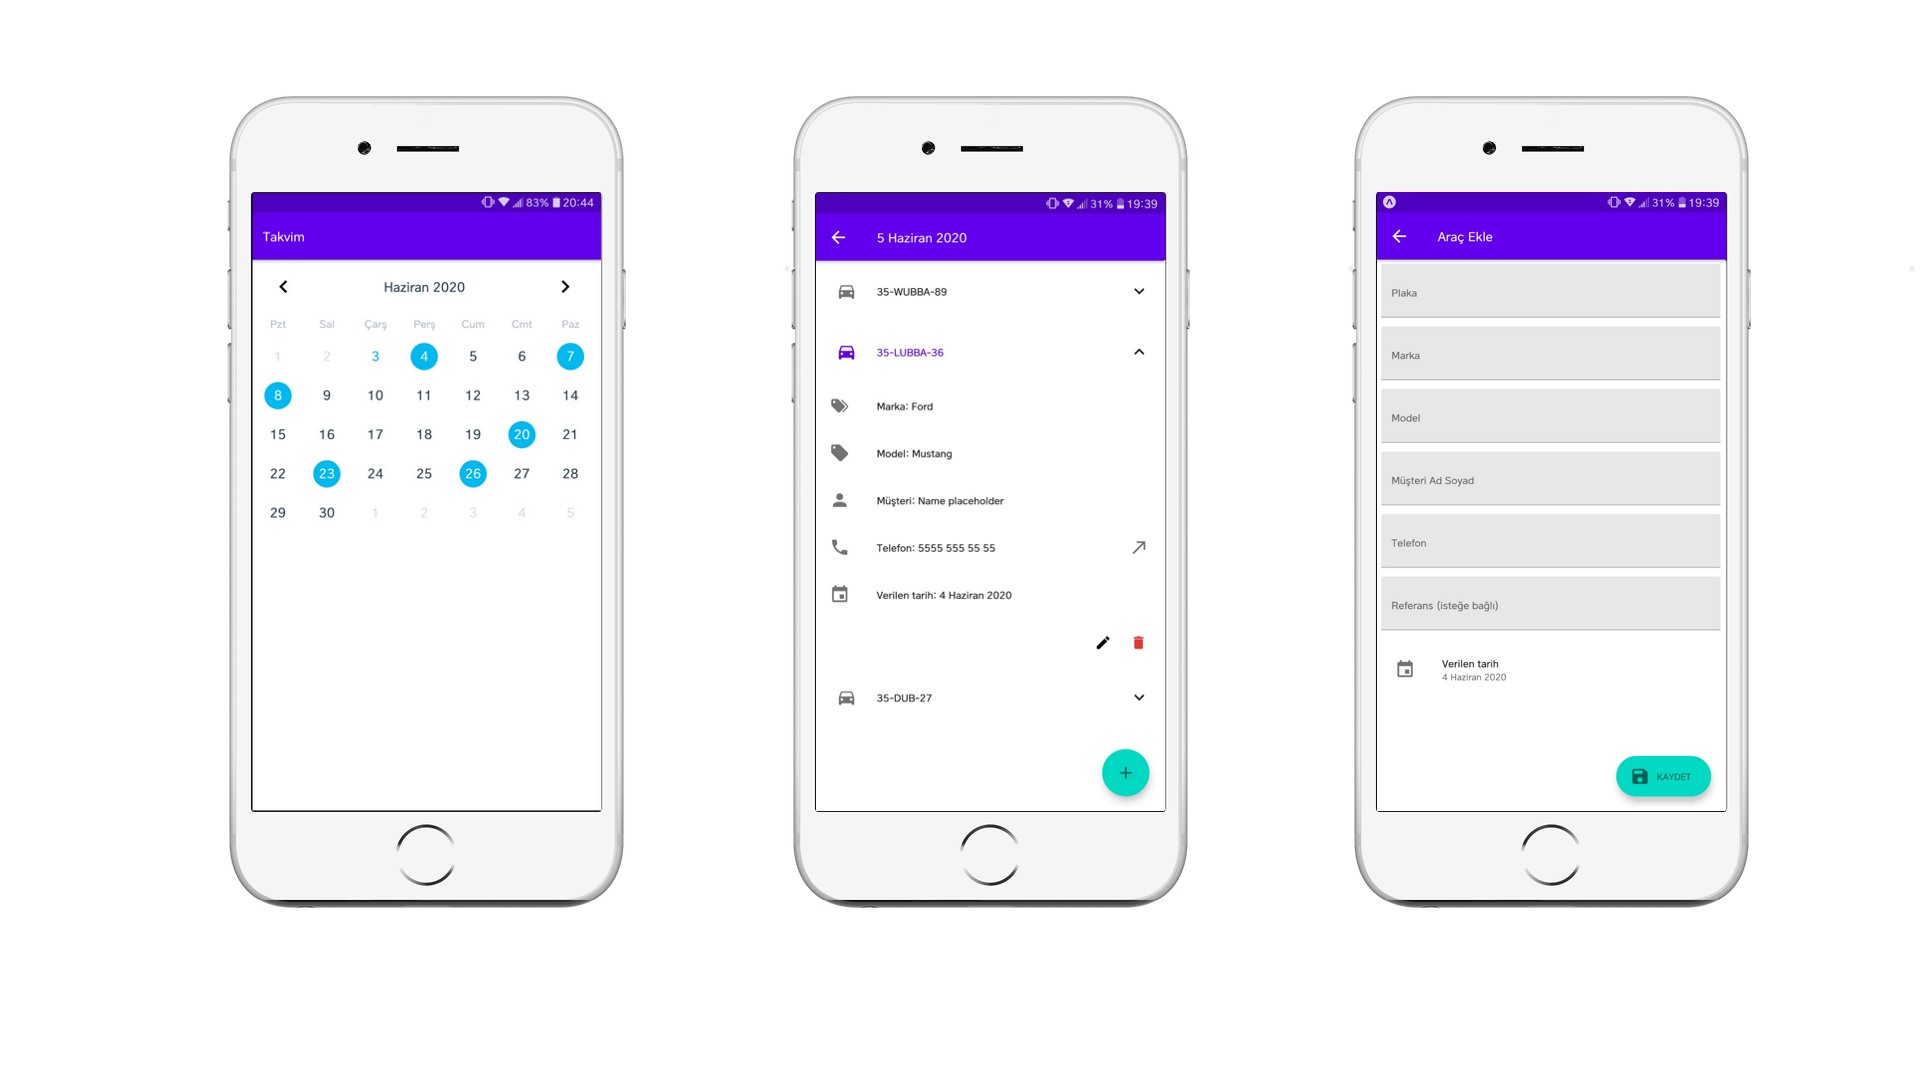 83% 20:44
Takvim
Haziran 2020
Pzt Sal Çarş Perş Cum Cmt Paz
1 2 3 4 5 6 7
8 9 10 11 12 13 14
15 16 17 18 19 20 21
22 23 24 25 26 27 28
29 30 1 2 3 4 5
31% 19:39
5 Haziran 2020
35-WUBBA-89
35-LUBBA-36
Marka: Ford
Model: Mustang
Müşteri: Name placeholder
Telefon: 5555 555 55 55
Verilen tarih: 4 Haziran 2020
35-DUB-27
31% 19:39
Araç Ekle
Plaka
Marka
Model
Müşteri Ad Soyad
Telefon
Referans (isteğe bağlı)
Verilen tarih
4 Haziran 2020
KAYDET